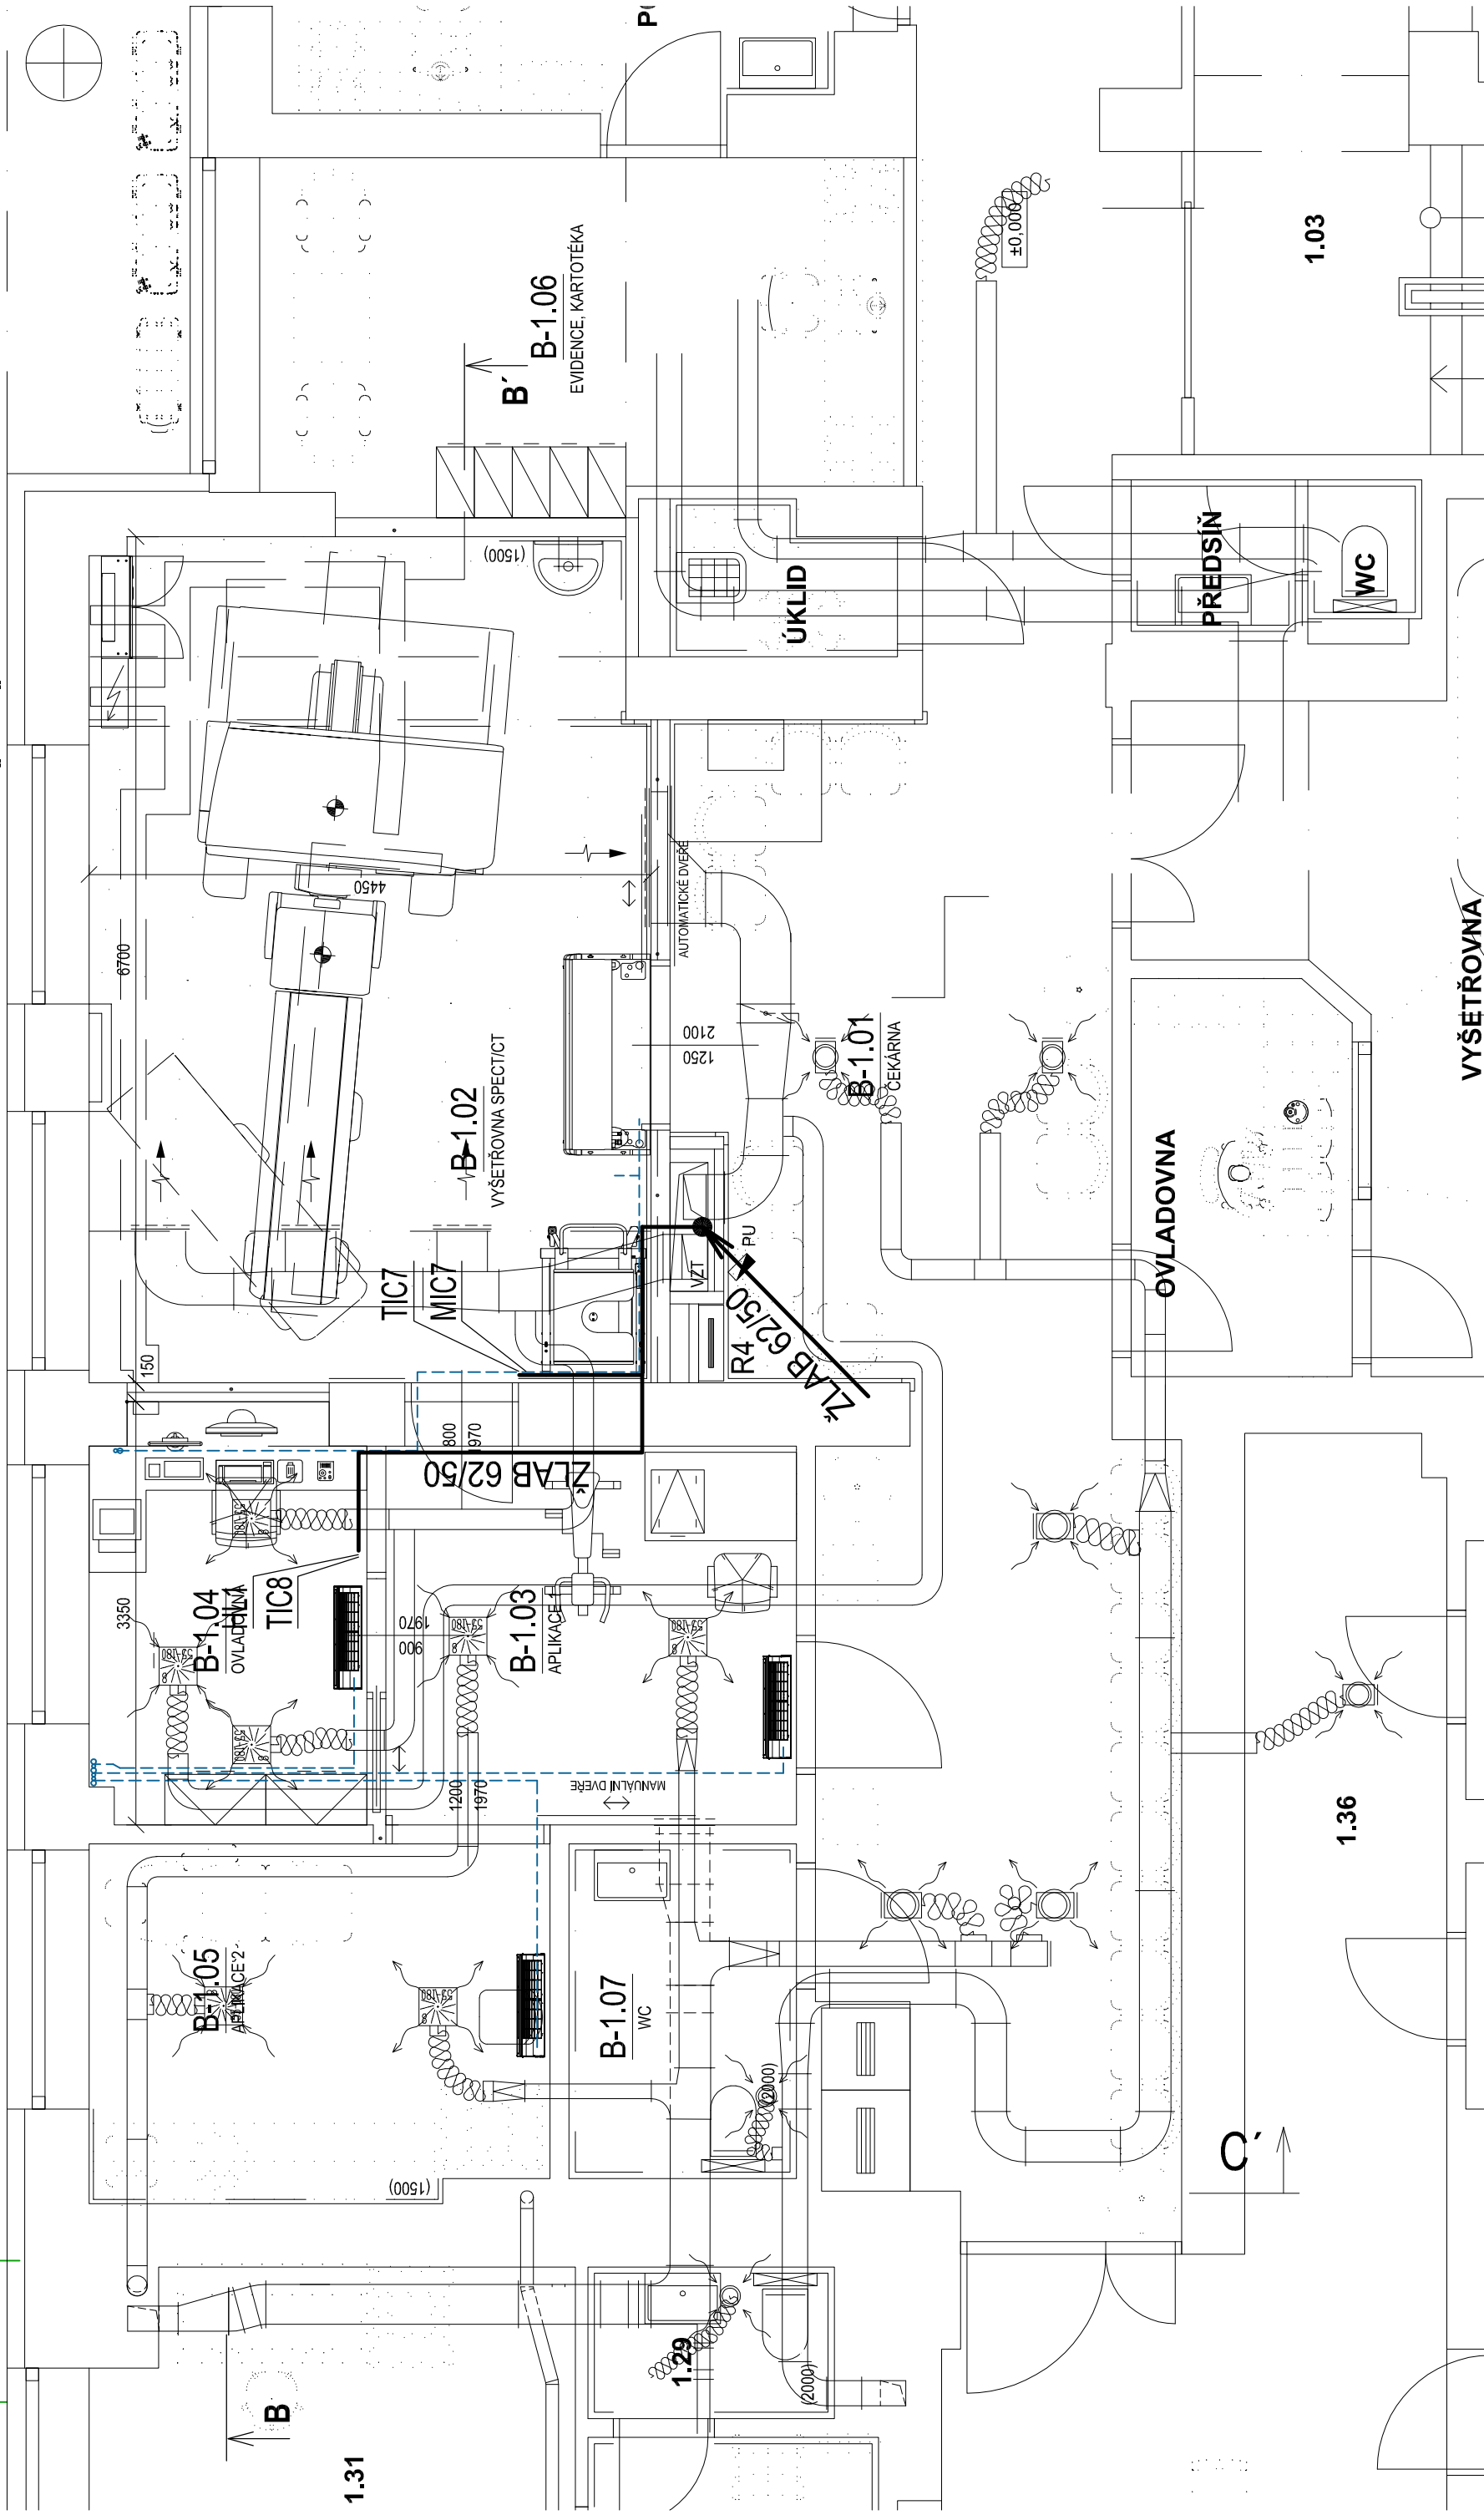 B-1.06
EVIDENCE, KARTOTÉKA
B´
±0,000
1.03
(1500)
ÚKLID
PŘEDSÍŇ
WC
4450
6700
AUTOMATICKÉ DVEŘE
2100
1250
B-1.01
ČEKÁRNA
B-1.02
VYŠETŘOVNA SPECT/CT
VYŠETŘOVNA
OVLADOVNA
TIC7
MIC7
VZT
PU
R4
ŽLAB 62/50
150
800
1970
ŽLAB 62/50
3350
B-1.04
OVLADOVNA
TIC8
900
1970
B-1.03
APLIKACE 1
1200
1970
MANUÁLNÍ DVEŘE
B-1.05
APLIKACE 2
B-1.07
WC
(2000)
(1500)
1.36
C´
1.29
(2000)
B
1.31